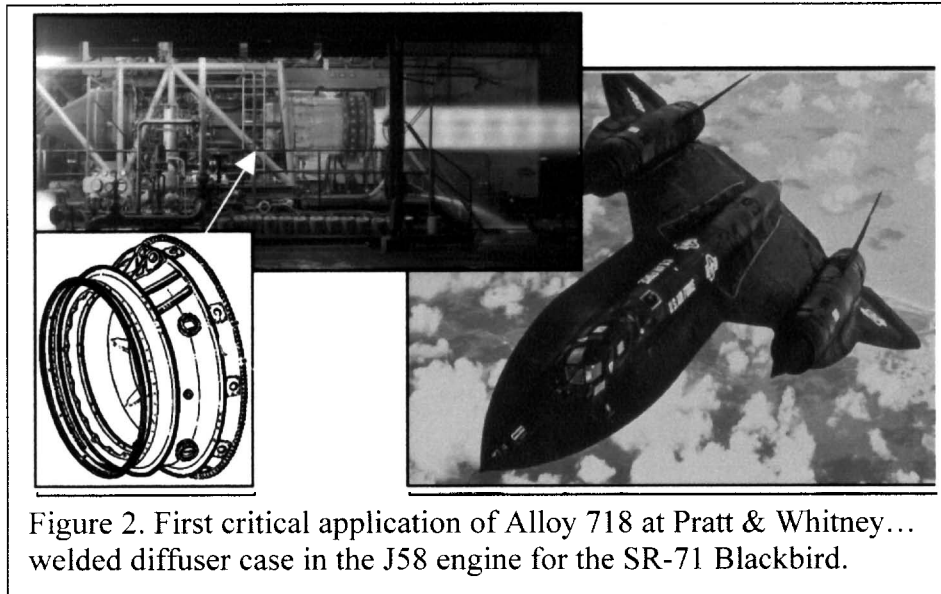 Figure 2. First critical application of Alloy 718 at Pratt & Whitney…
welded diffuser case in the J58 engine for the SR-71 Blackbird.